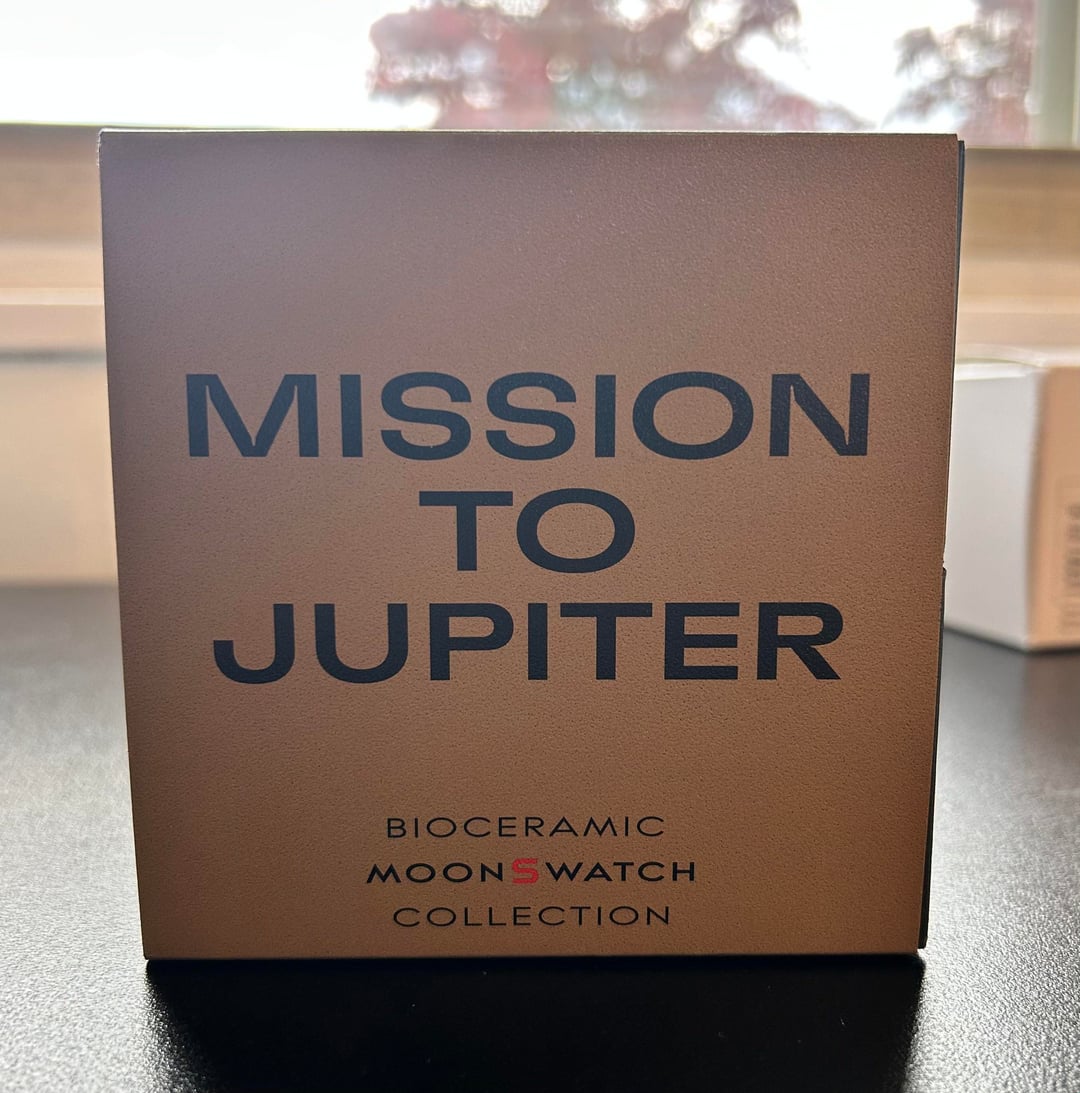 MISSION
TO
JUPITER
BIOCERAMIC
MOONSWATCH
COLLECTION